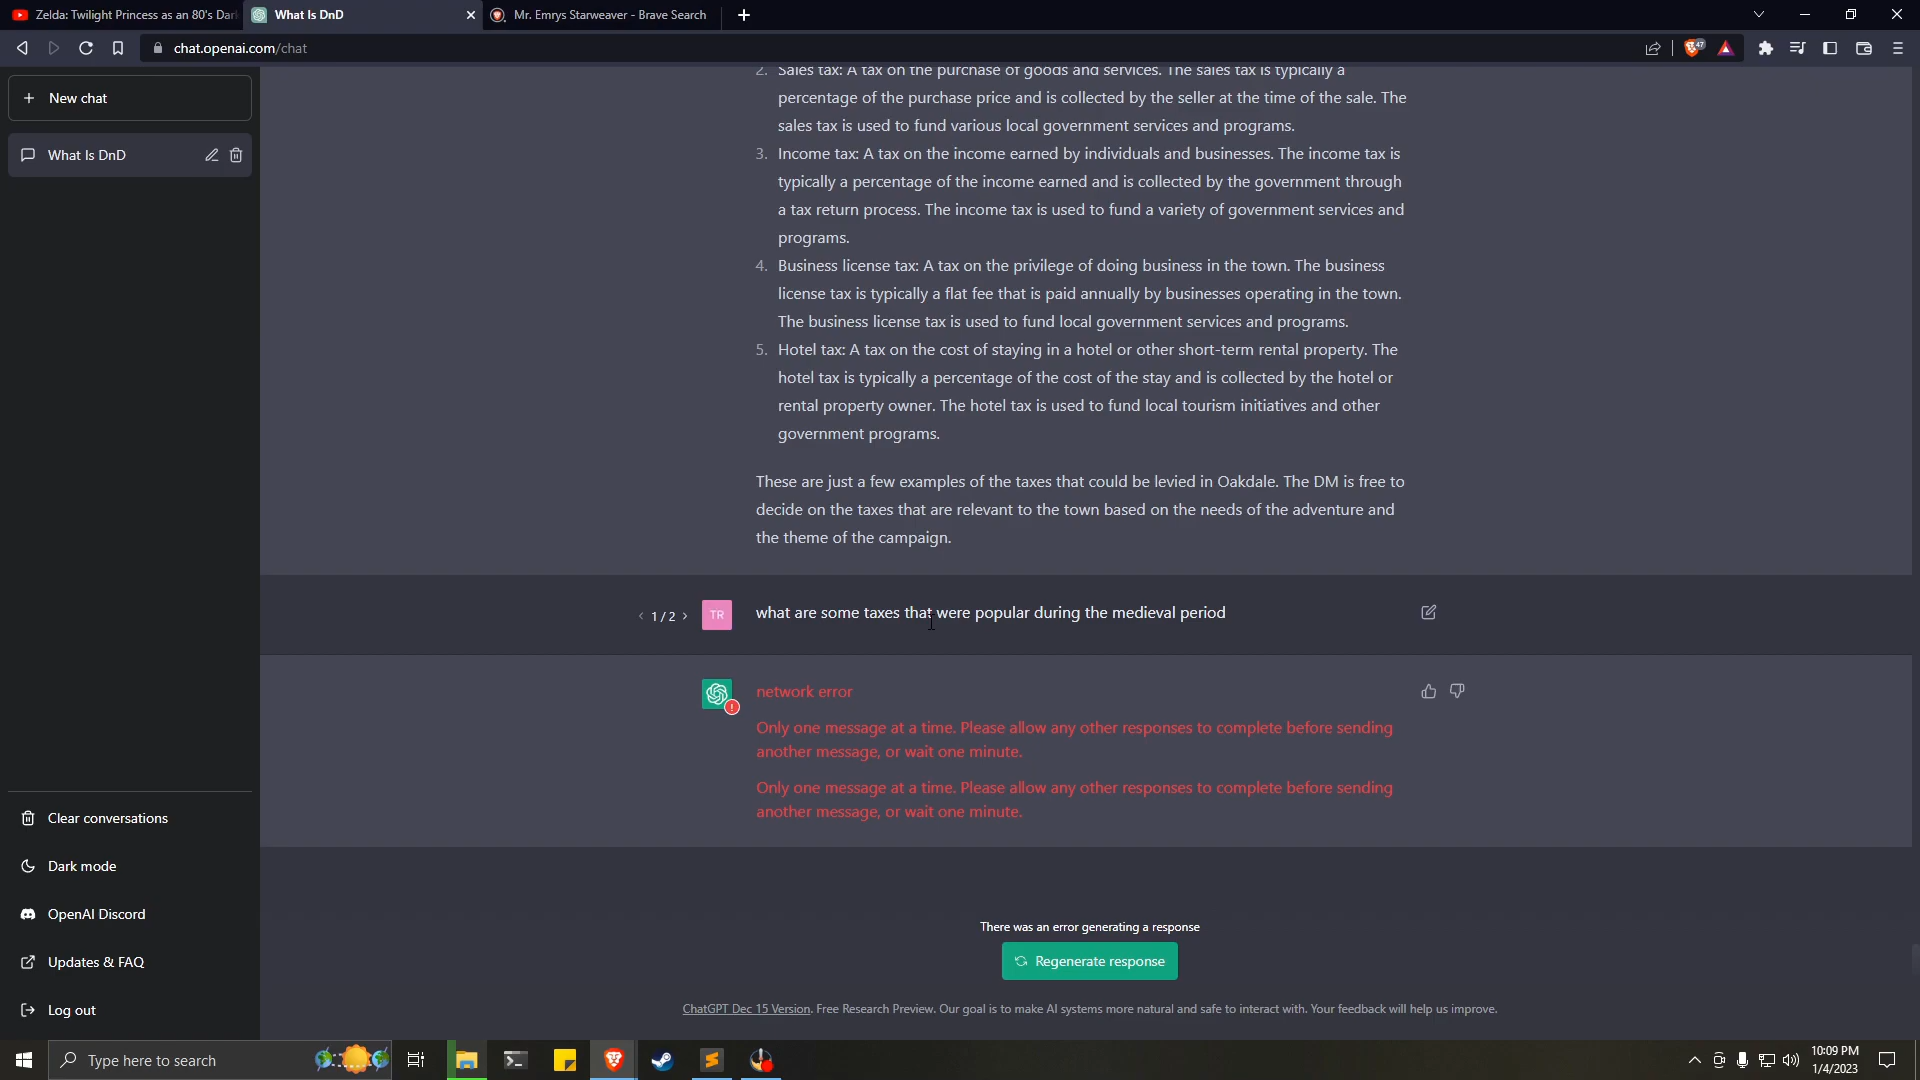 Zelda: Twilight Princess as an 80's Dar
What Is DnD
Mr. Emrys Starweaver - Brave Search
chat.openai.com/chat
47
New chat
What Is DnD
2. Sales tax: A tax on the purchase of goods and services. The sales tax is typically a
percentage of the purchase price and is collected by the seller at the time of the sale. The
sales tax is used to fund various local government services and programs.
3. Income tax: A tax on the income earned by individuals and businesses. The income tax is
typically a percentage of the income earned and is collected by the government through
a tax return process. The income tax is used to fund a variety of government services and
programs.
4. Business license tax: A tax on the privilege of doing business in the town. The business
license tax is typically a flat fee that is paid annually by businesses operating in the town.
The business license tax is used to fund local government services and programs.
5. Hotel tax: A tax on the cost of staying in a hotel or other short-term rental property. The
hotel tax is typically a percentage of the cost of the stay and is collected by the hotel or
rental property owner. The hotel tax is used to fund local tourism initiatives and other
government programs.
These are just a few examples of the taxes that could be levied in Oakdale. The DM is free to
decide on the taxes that are relevant to the town based on the needs of the adventure and
the theme of the campaign.
< 1 / 2 > TR what are some taxes that were popular during the medieval period
network error
Only one message at a time. Please allow any other responses to complete before sending
another message, or wait one minute.
Only one message at a time. Please allow any other responses to complete before sending
another message, or wait one minute.
Clear conversations
Dark mode
OpenAI Discord
Updates & FAQ
Log out
There was an error generating a response
Regenerate response
ChatGPT Dec 15 Version. Free Research Preview. Our goal is to make AI systems more natural and safe to interact with. Your feedback will help us improve.
Type here to search
10:09 PM
1/4/2023